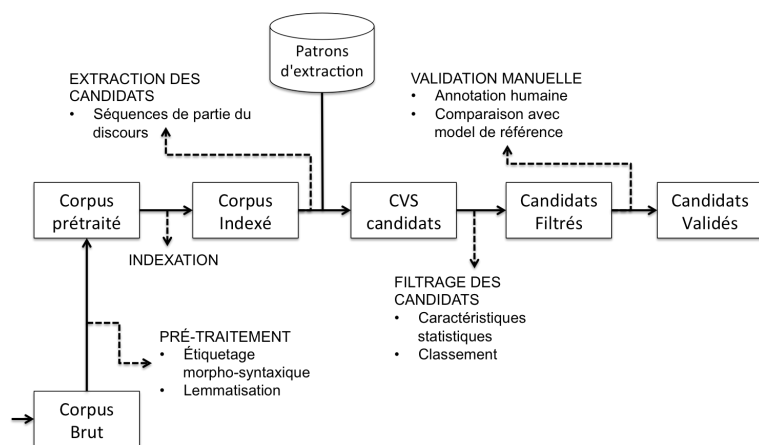 Patrons
d'extraction
EXTRACTION DES
CANDIDATS
• Séquences de partie du
discours
VALIDATION MANUELLE
• Annotation humaine
• Comparaison avec
model de référence
Corpus
prétraité
Corpus
Indexé
CVS
candidats
Candidats
Filtrés
Candidats
Validés
INDEXATION
FILTRAGE DES
CANDIDATS
• Caractéristiques
statistiques
• Classement
PRÉ-TRAITEMENT
• Étiquetage
morpho-syntaxique
• Lemmatisation
Corpus
Brut